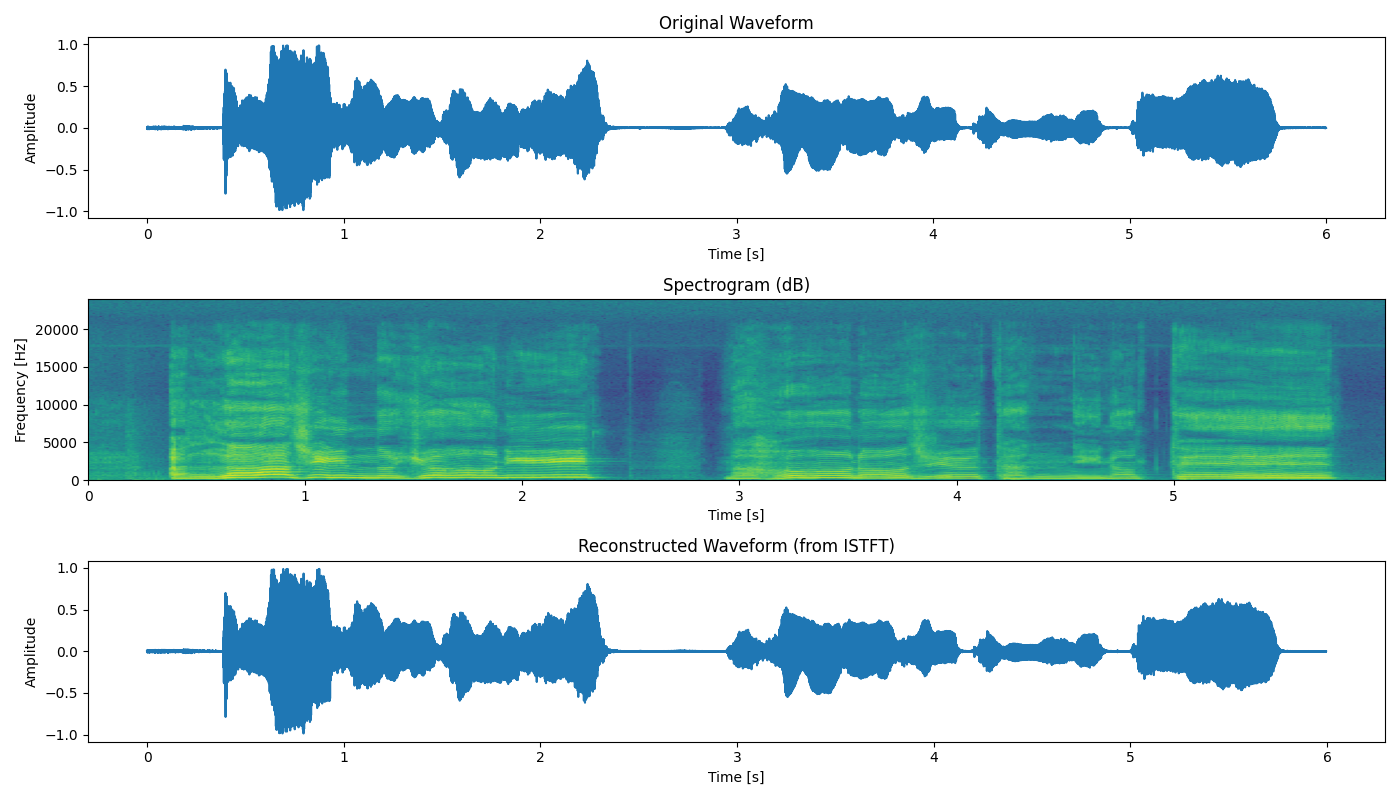 Original Waveform
1.0
0.5
0.0
−0.5
−1.0
Amplitude
0 1 2 3 4 5 6
Time [s]
Spectrogram (dB)
20000
15000
10000
5000
0
Frequency [Hz]
0 1 2 3 4 5
Time [s]
Reconstructed Waveform (from ISTFT)
1.0
0.5
0.0
−0.5
−1.0
Amplitude
0 1 2 3 4 5 6
Time [s]